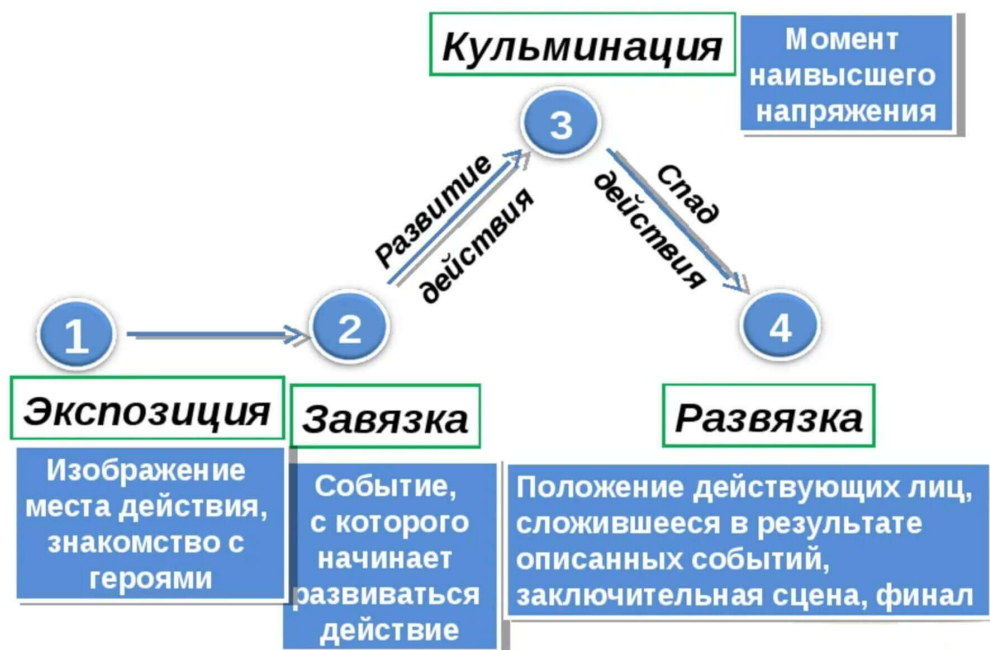 Кульминация
Момент
наивысшего
напряжения
3
Развитие
действия
Спад
действия
1
2
4
Экспозиция
Изображение
места действия,
знакомство с
героями
Завязка
Событие,
с которого
начинает
развиваться
действие
Развязка
Положение действующих лиц,
сложившееся в результате
описанных событий,
заключительная сцена, финал